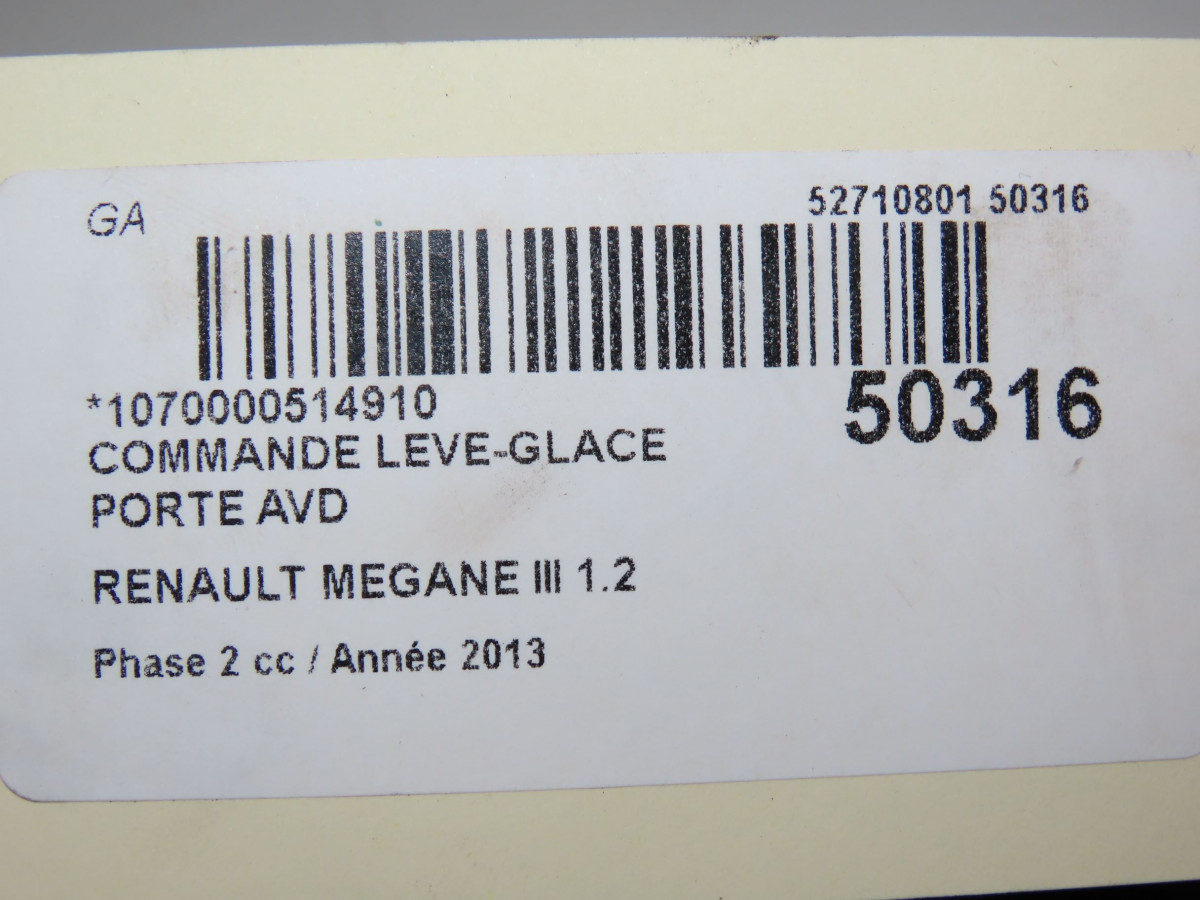 GA
52710801 50316
*1070000514910
50316
COMMANDE LEVE-GLACE
PORTE AVD
RENAULT MEGANE III 1.2
Phase 2 cc / Année 2013